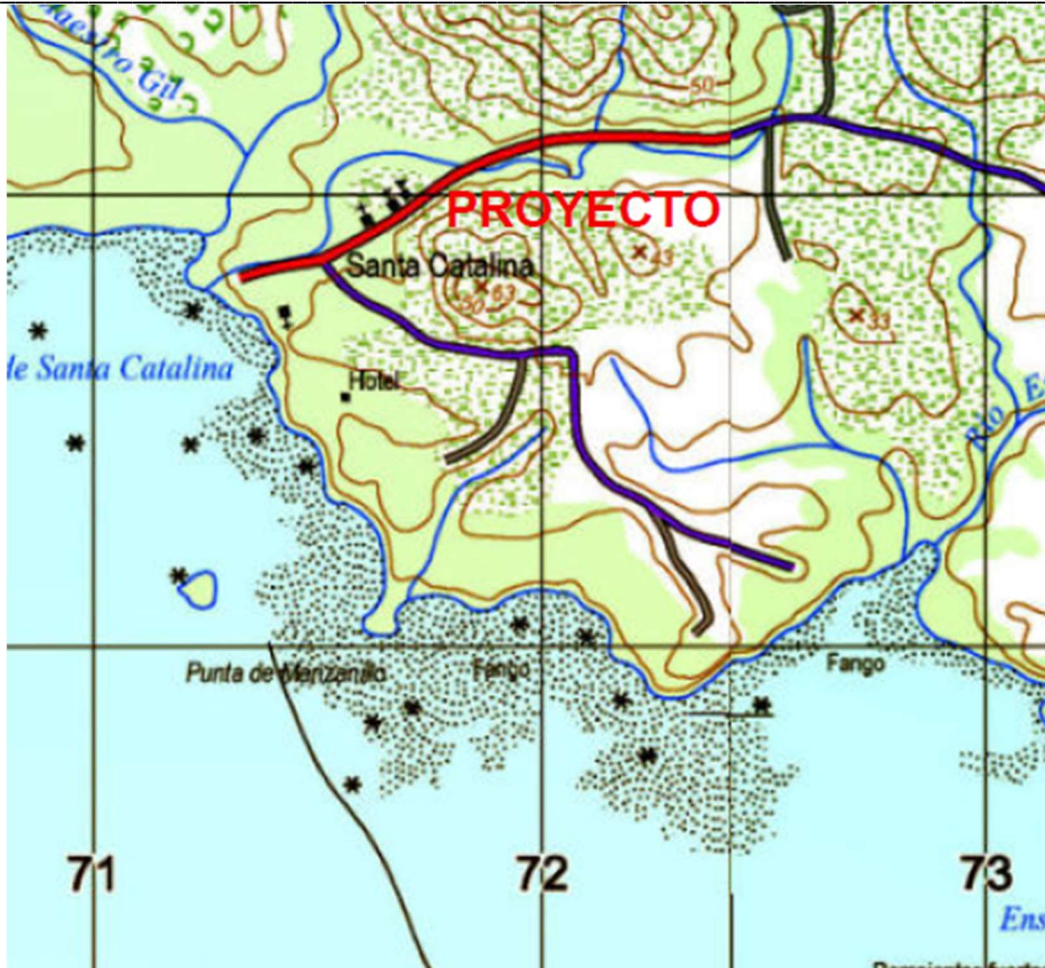 Maestro Gil
50
PROYECTO
43
Santa Catalina
50 63
33
de Santa Catalina
Hotel
Río
Punta de Manzanillo
Fango
Fango
71
72
73
Ens